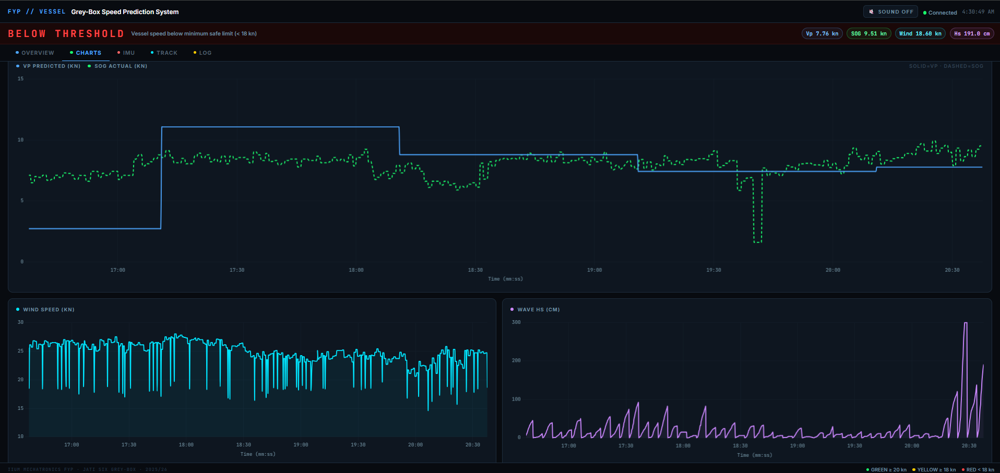 FYP // VESSEL Grey-Box Speed Prediction System
SOUND OFF Connected 4:30:49 AM
BELOW THRESHOLD Vessel speed below minimum safe limit (< 18 kn)
Vp 7.76 kn SOG 9.51 kn Wind 18.60 kn Hs 191.0 cm
OVERVIEW CHARTS IMU TRACK LOG
VP PREDICTED (KN) SOG ACTUAL (KN) SOLID=VP · DASHED=SOG
15
10
5
0
17:00 17:30 18:00 18:30 19:00 19:30 20:00 20:30
Time (mm:ss)
WIND SPEED (KN)
30
25
20
15
10
17:00 17:30 18:00 18:30 19:00 19:30 20:00 20:30
Time (mm:ss)
WAVE HS (CM)
300
200
100
0
17:00 17:30 18:00 18:30 19:00 19:30 20:00 20:30
Time (mm:ss)
IIUM MECHATRONICS FYP · JATI SIX GREY-BOX · 2025/26
GREEN ≥ 20 kn YELLOW ≥ 18 kn RED < 18 kn